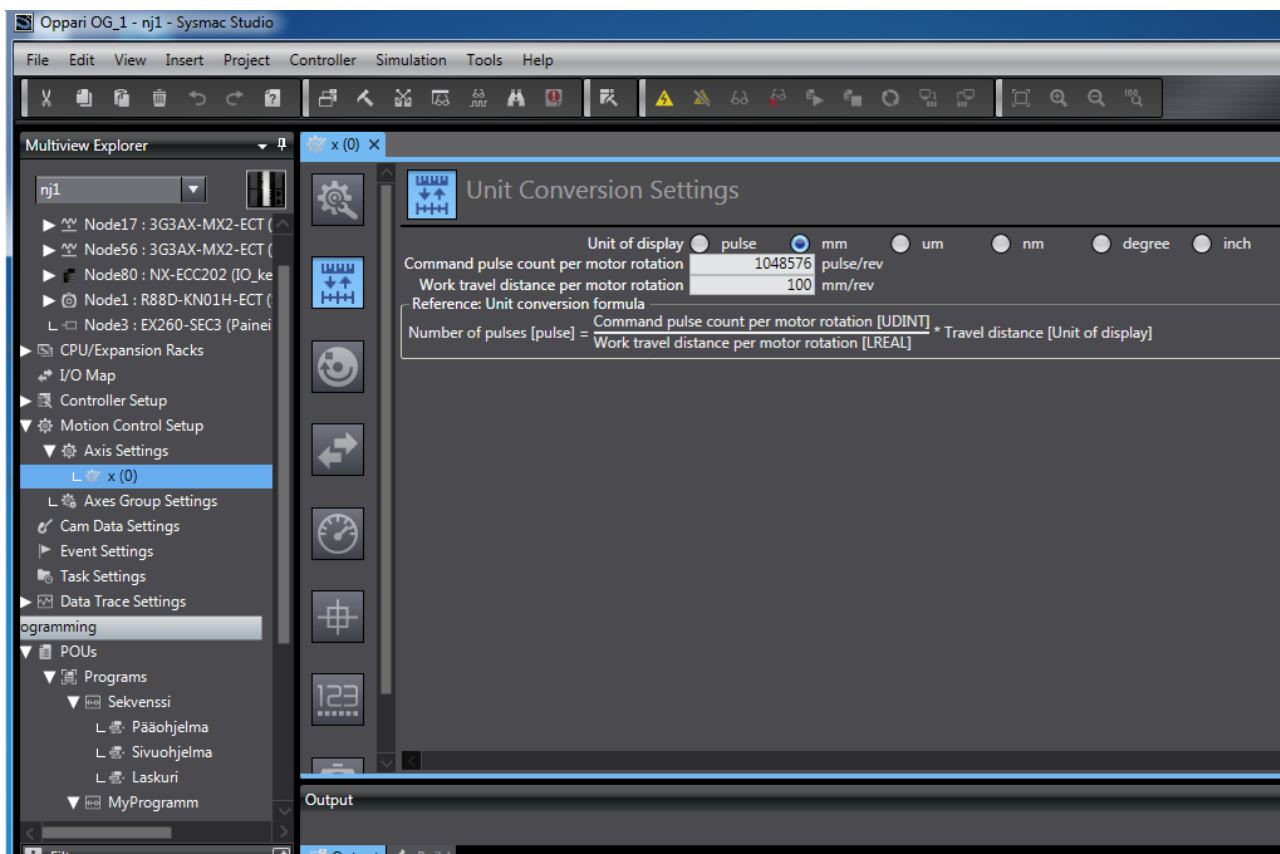 Oppari OG_1 - nj1 - Sysmac Studio
File Edit View Insert Project Controller Simulation Tools Help
Multiview Explorer
nj1
Node17 : 3G3AX-MX2-ECT (
Node56 : 3G3AX-MX2-ECT (
Node80 : NX-ECC202 (IO_ke
Node1 : R88D-KN01H-ECT (
Node3 : EX260-SEC3 (Painei
CPU/Expansion Racks
I/O Map
Controller Setup
Motion Control Setup
Axis Settings
x (0)
Axes Group Settings
Cam Data Settings
Event Settings
Task Settings
Data Trace Settings
ogramming
POUs
Programs
Sekvenssi
Pääohjelma
Sivuohjelma
Laskuri
MyProgramm
x (0)
Unit Conversion Settings
Unit of display pulse mm um nm degree inch
Command pulse count per motor rotation 1048576 pulse/rev
Work travel distance per motor rotation 100 mm/rev
Reference: Unit conversion formula
Number of pulses [pulse] = Command pulse count per motor rotation [UDINT] * Travel distance [Unit of display]
Work travel distance per motor rotation [LREAL]
123
Output